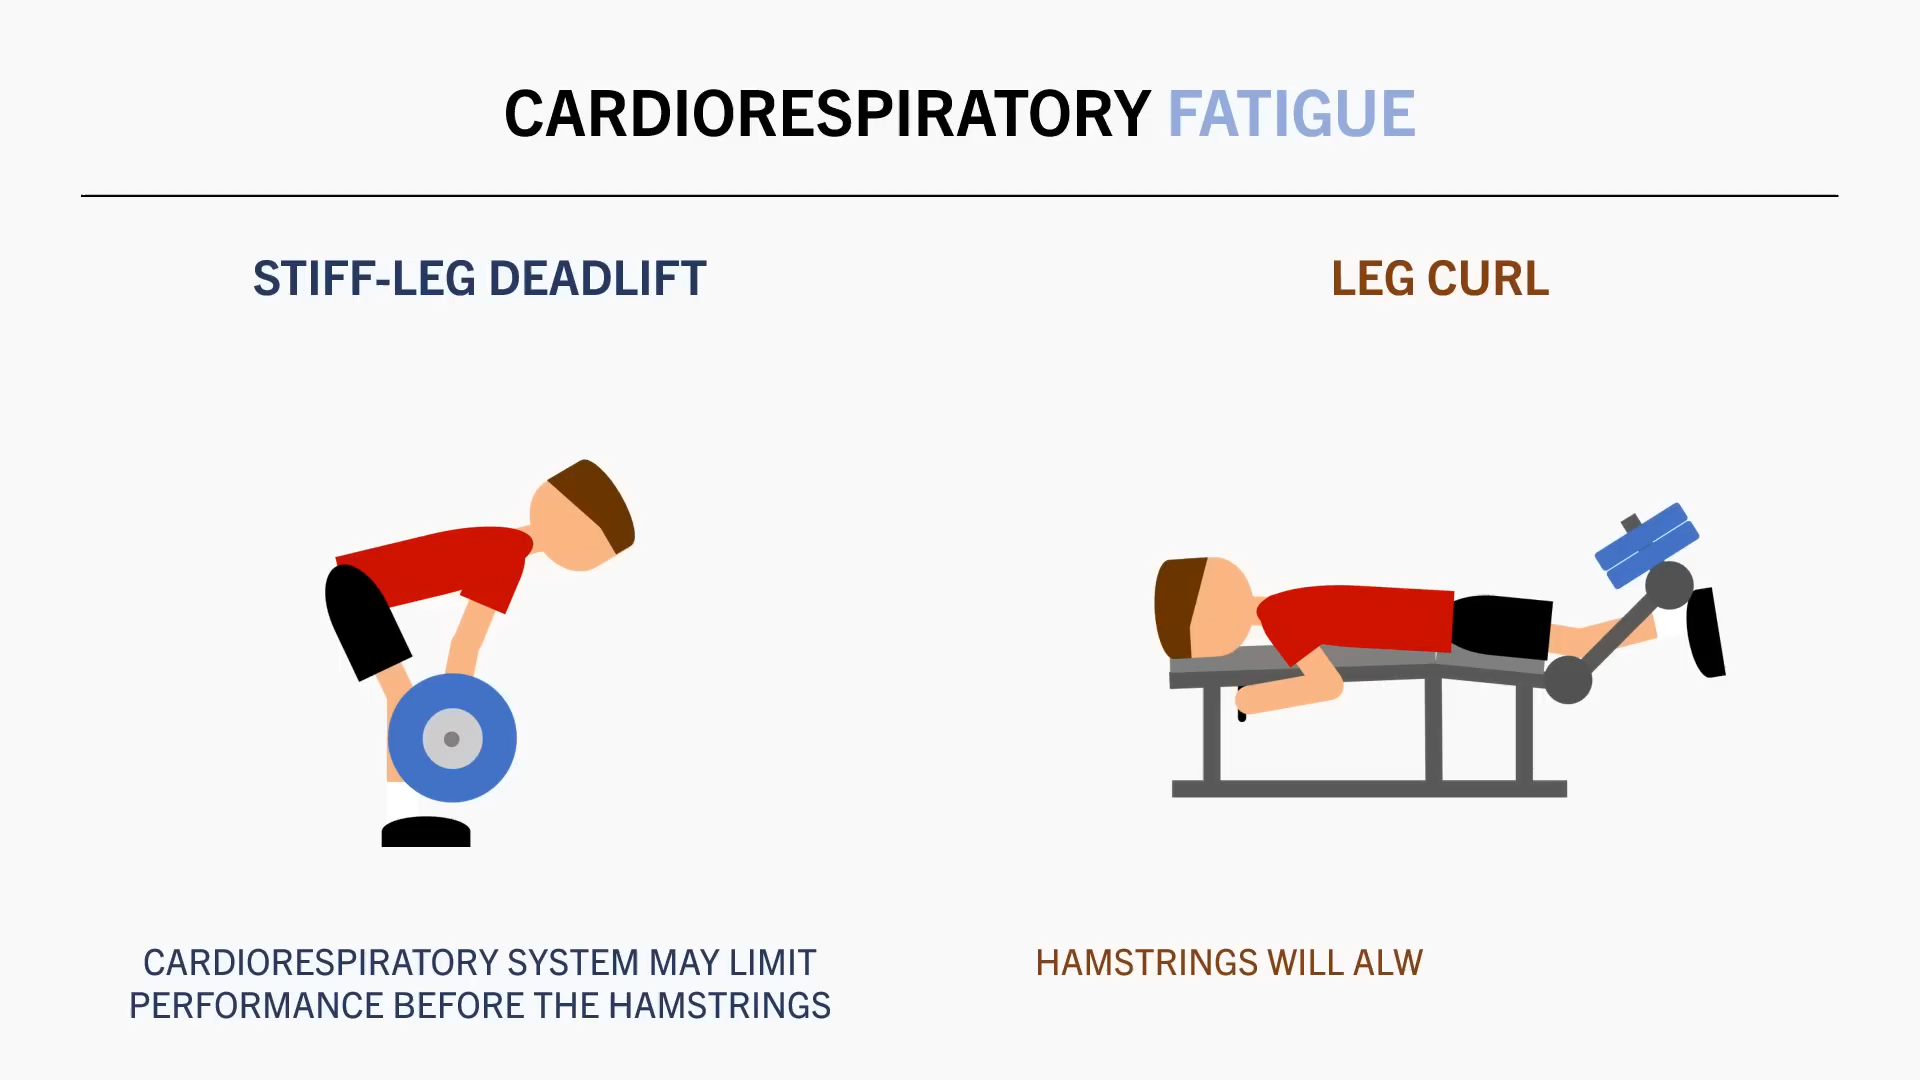 CARDIORESPIRATORY FATIGUE
STIFF-LEG DEADLIFT
LEG CURL
CARDIORESPIRATORY SYSTEM MAY LIMIT
PERFORMANCE BEFORE THE HAMSTRINGS
HAMSTRINGS WILL ALW